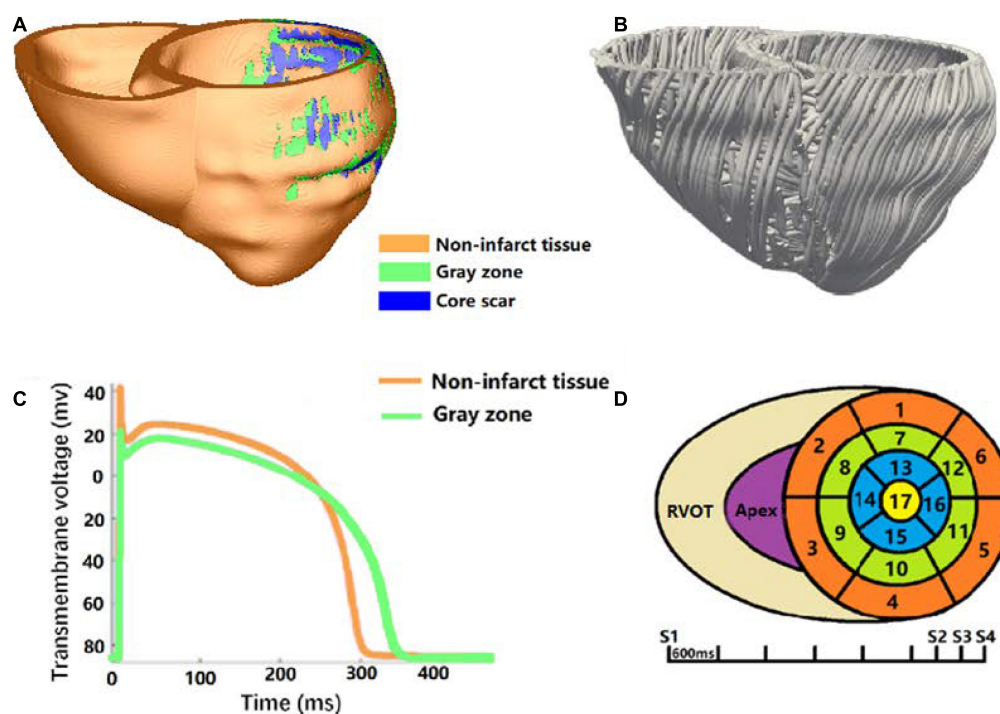 A
Non-infarct tissue
Gray zone
Core scar
B
C
Transmembrane voltage (mv)
40
20
0
20
40
60
80
0
100
200
300
400
Time (ms)
Non-infarct tissue
Gray zone
D
RVOT
Apex
1
2
3
4
5
6
7
8
9
10
11
12
13
14
15
16
17
S1
S2 S3 S4
600ms